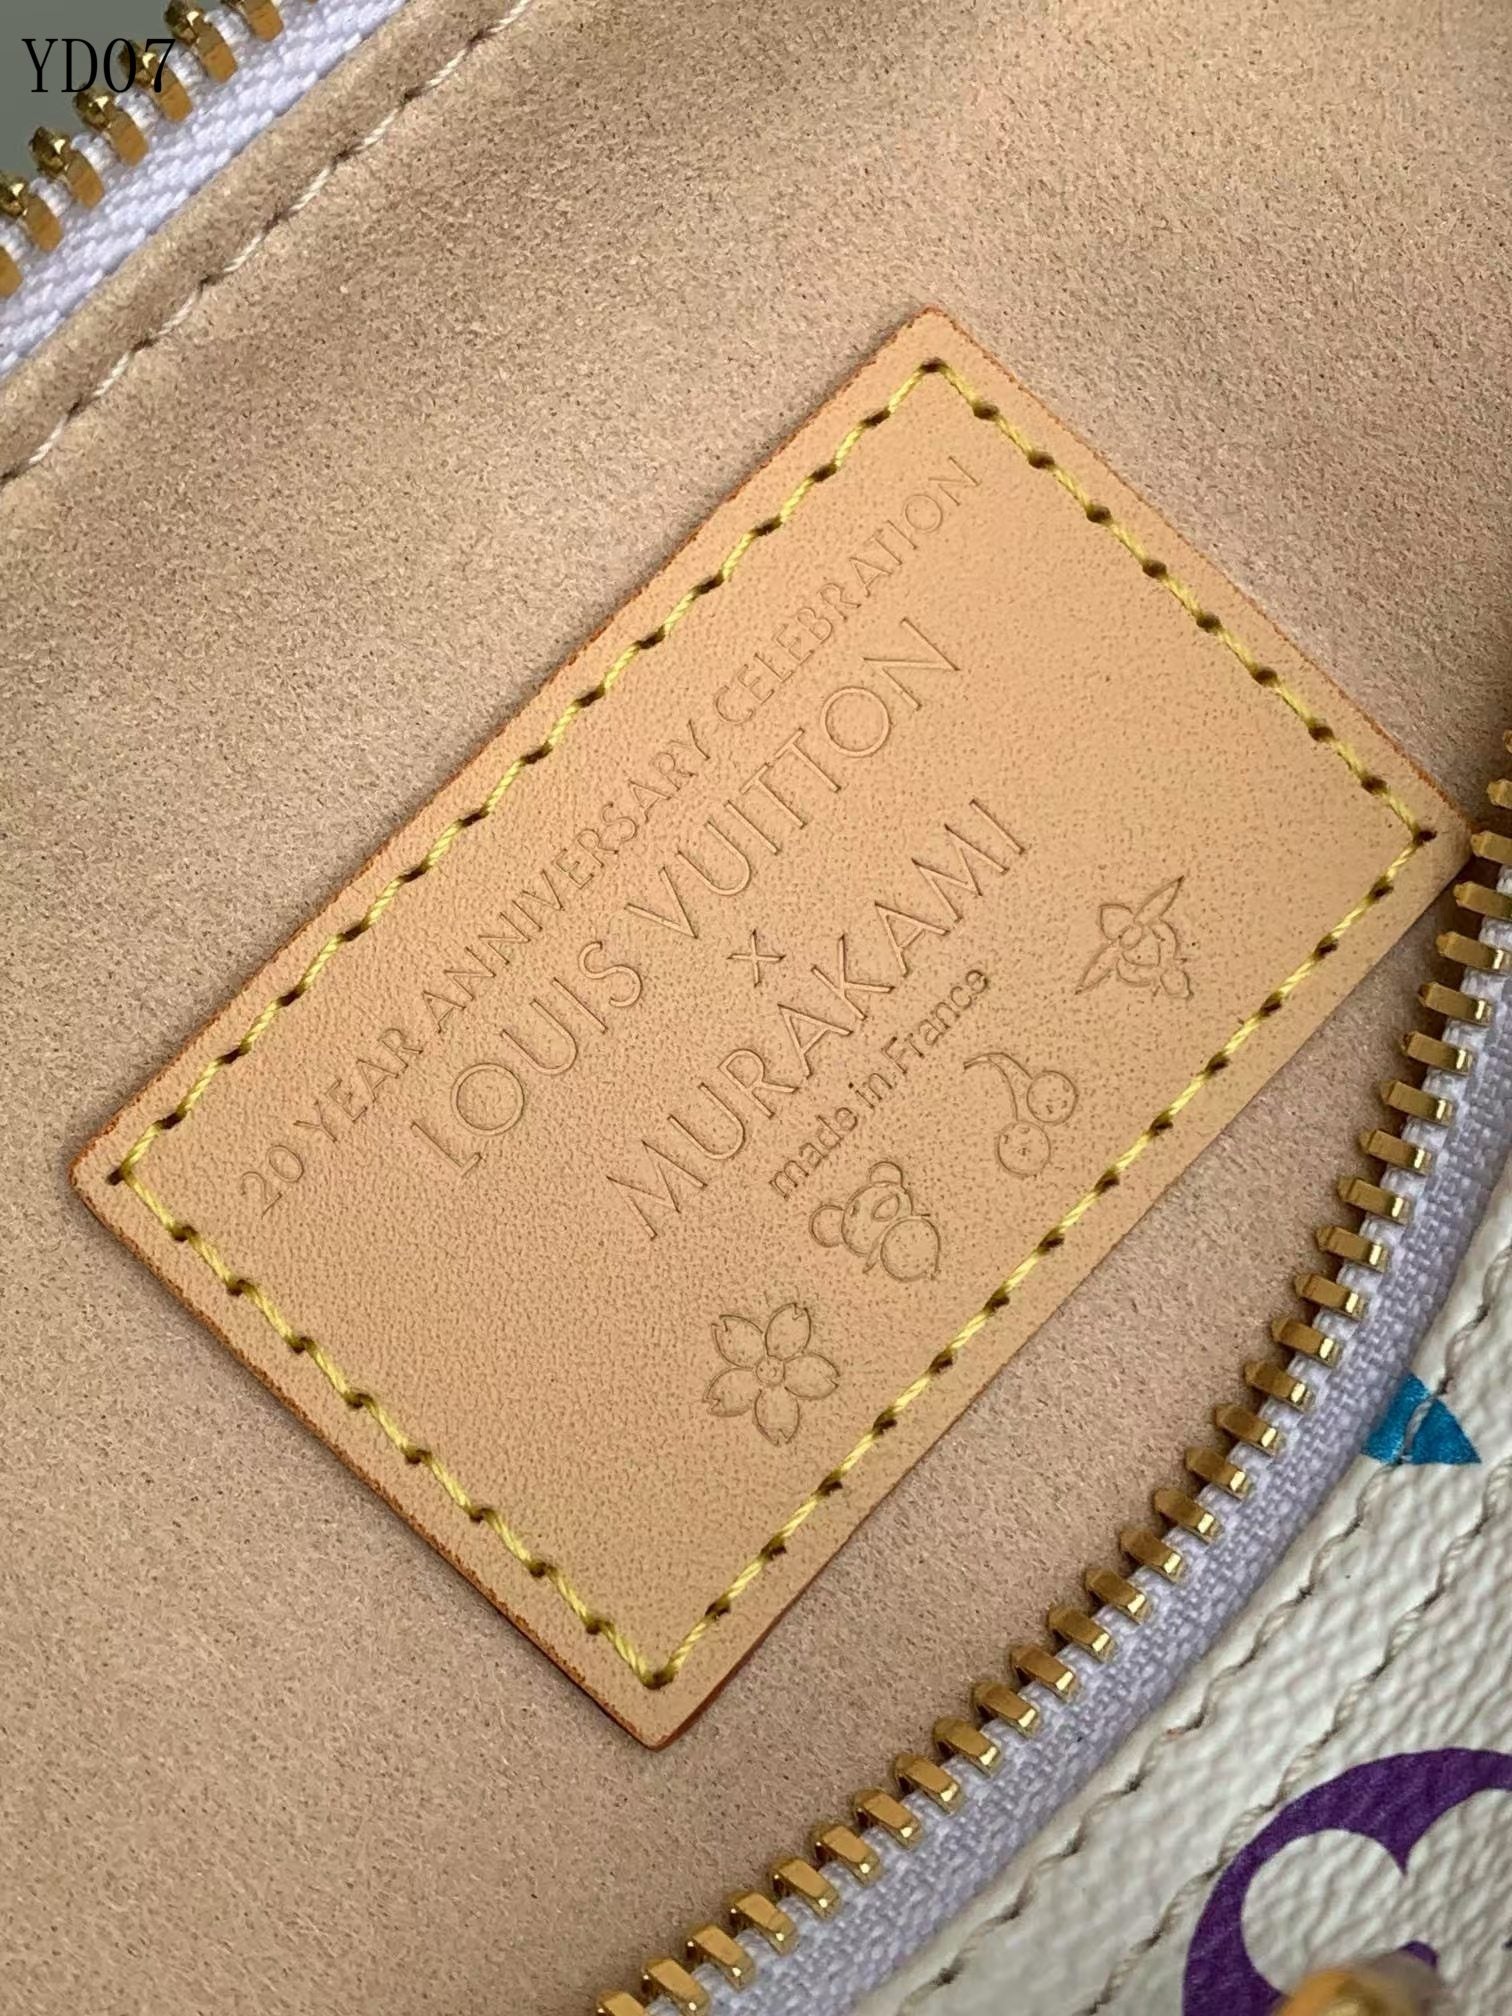 YD07
20 YEAR ANNIVERSARY CELEBRATION
LOUIS VUITTON
X
MURAKAMI
made in France